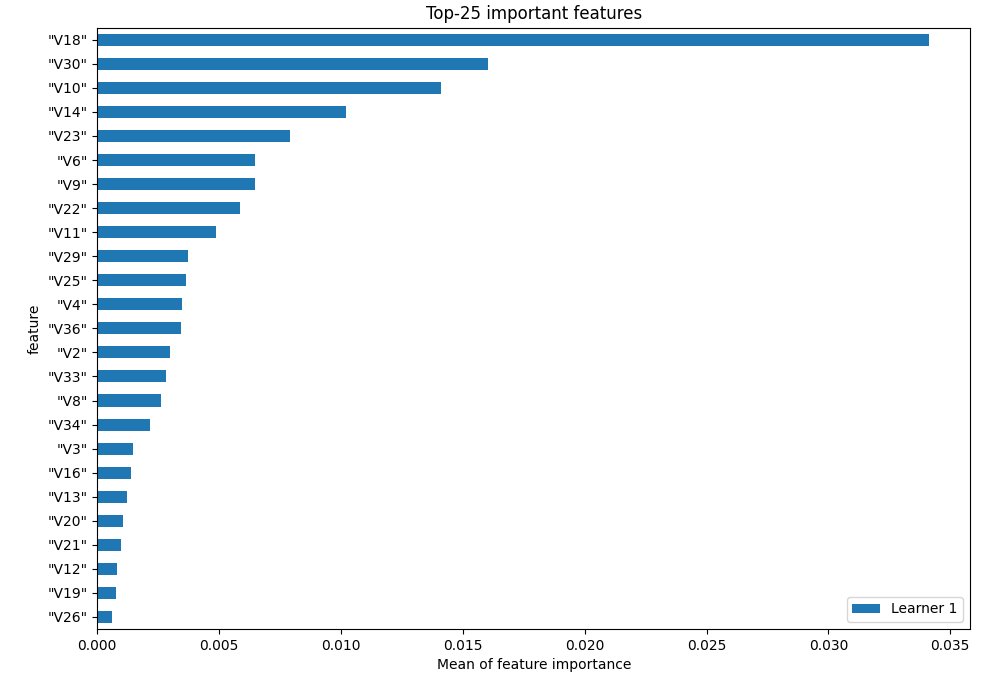 Top-25 important features
"V18"
"V30"
"V10"
"V14"
"V23"
"V6"
"V9"
"V22"
"V11"
"V29"
"V25"
"V4"
"V36"
"V2"
"V33"
"V8"
"V34"
"V3"
"V16"
"V13"
"V20"
"V21"
"V12"
"V19"
"V26"
feature
Learner 1
0.000 0.005 0.010 0.015 0.020 0.025 0.030 0.035
Mean of feature importance